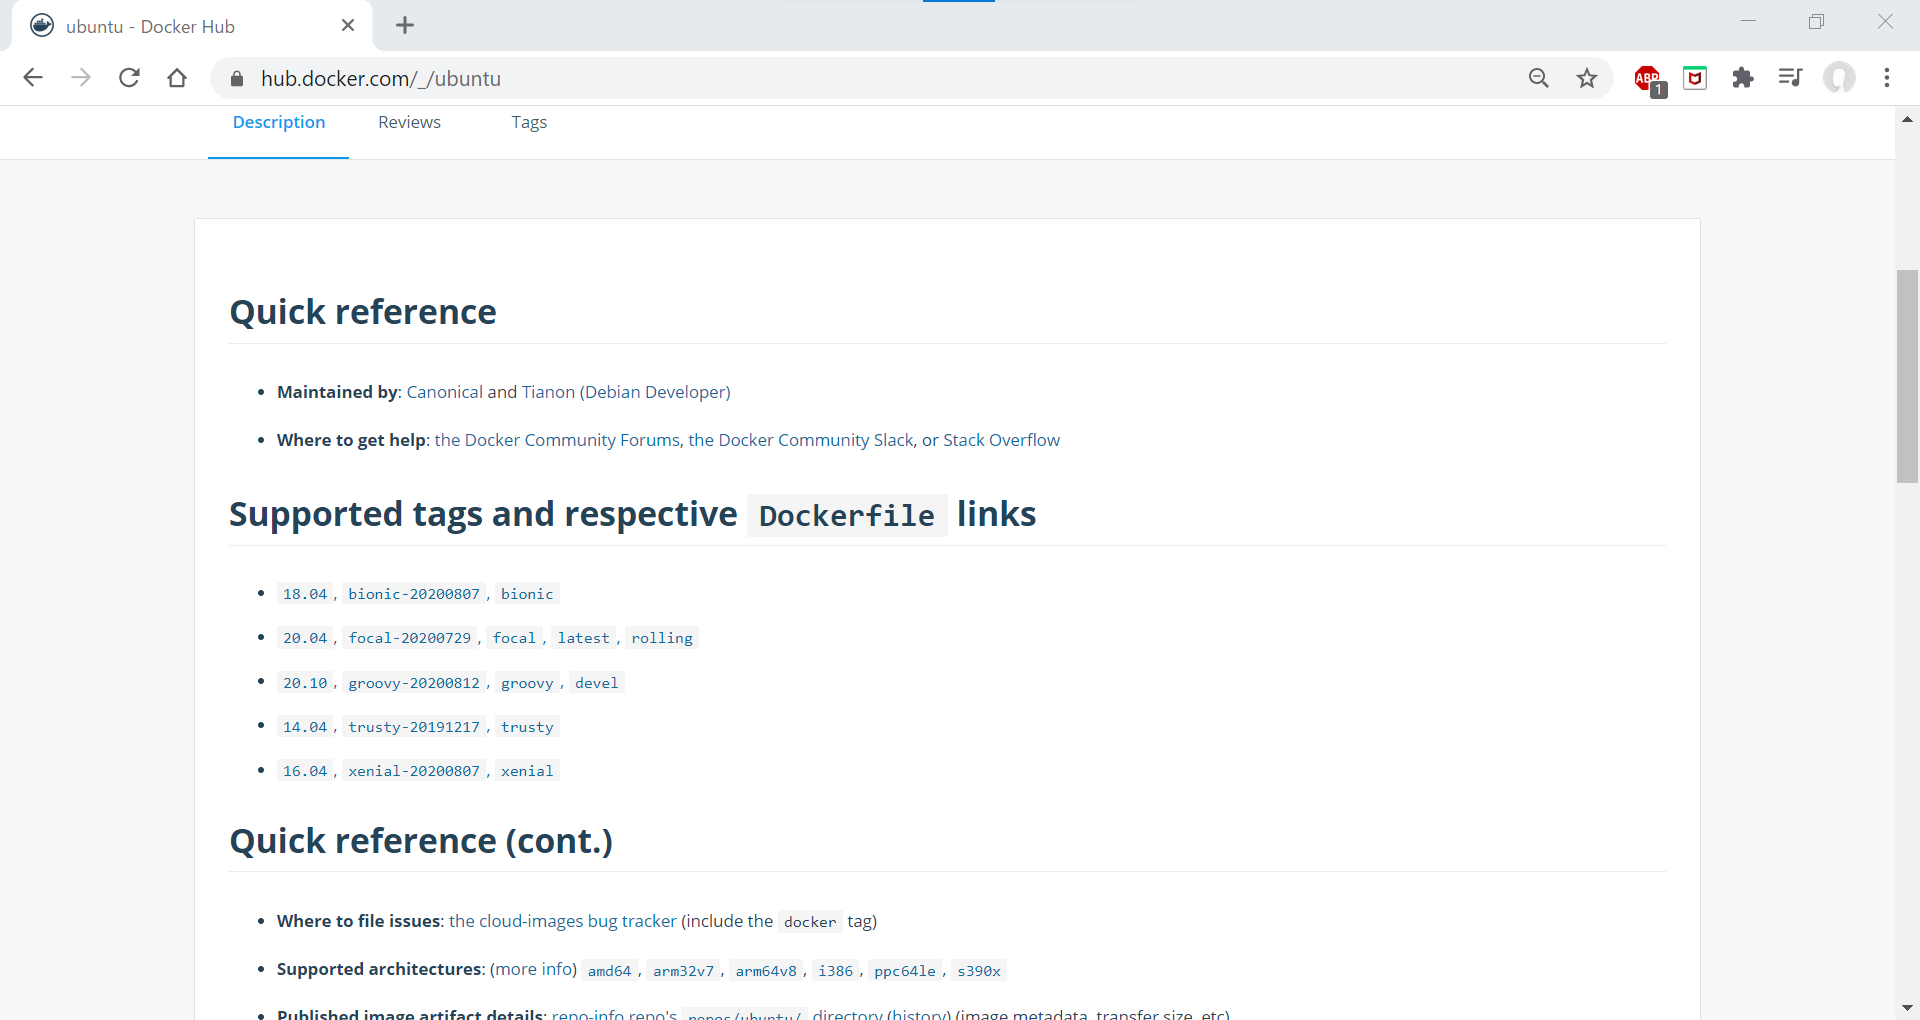 ubuntu - Docker Hub
hub.docker.com/_/ubuntu
ABP
1
Description Reviews Tags
Quick reference
• Maintained by: Canonical and Tianon (Debian Developer)
• Where to get help: the Docker Community Forums, the Docker Community Slack, or Stack Overflow
Supported tags and respective Dockerfile links
• 18.04, bionic-20200807, bionic
• 20.04, focal-20200729, focal, latest, rolling
• 20.10, groovy-20200812, groovy, devel
• 14.04, trusty-20191217, trusty
• 16.04, xenial-20200807, xenial
Quick reference (cont.)
• Where to file issues: the cloud-images bug tracker (include the docker tag)
• Supported architectures: (more info) amd64, arm32v7, arm64v8, i386, ppc64le, s390x
• Published image artifact details: repo-info repo's repos/ubuntu/ directory (history) (image metadata, transfer size, etc)